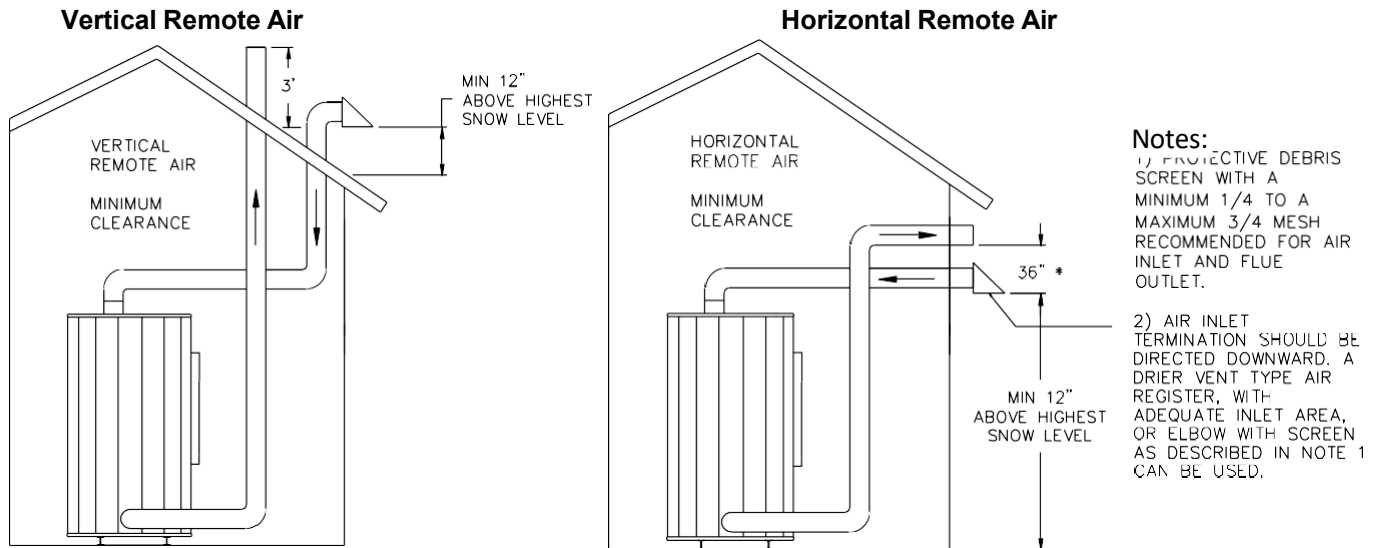 Vertical Remote Air
3'
MIN 12"
ABOVE HIGHEST
SNOW LEVEL
VERTICAL
REMOTE AIR
MINIMUM
CLEARANCE
Horizontal Remote Air
HORIZONTAL
REMOTE AIR
MINIMUM
CLEARANCE
36" *
MIN 12"
ABOVE HIGHEST
SNOW LEVEL
Notes:
1) PROTECTIVE DEBRIS
SCREEN WITH A
MINIMUM 1/4 TO A
MAXIMUM 3/4 MESH
RECOMMENDED FOR AIR
INLET AND FLUE
OUTLET.
2) AIR INLET
TERMINATION SHOULD BE
DIRECTED DOWNWARD. A
DRIER VENT TYPE AIR
REGISTER, WITH
ADEQUATE INLET AREA,
OR ELBOW WITH SCREEN
AS DESCRIBED IN NOTE 1
CAN BE USED.